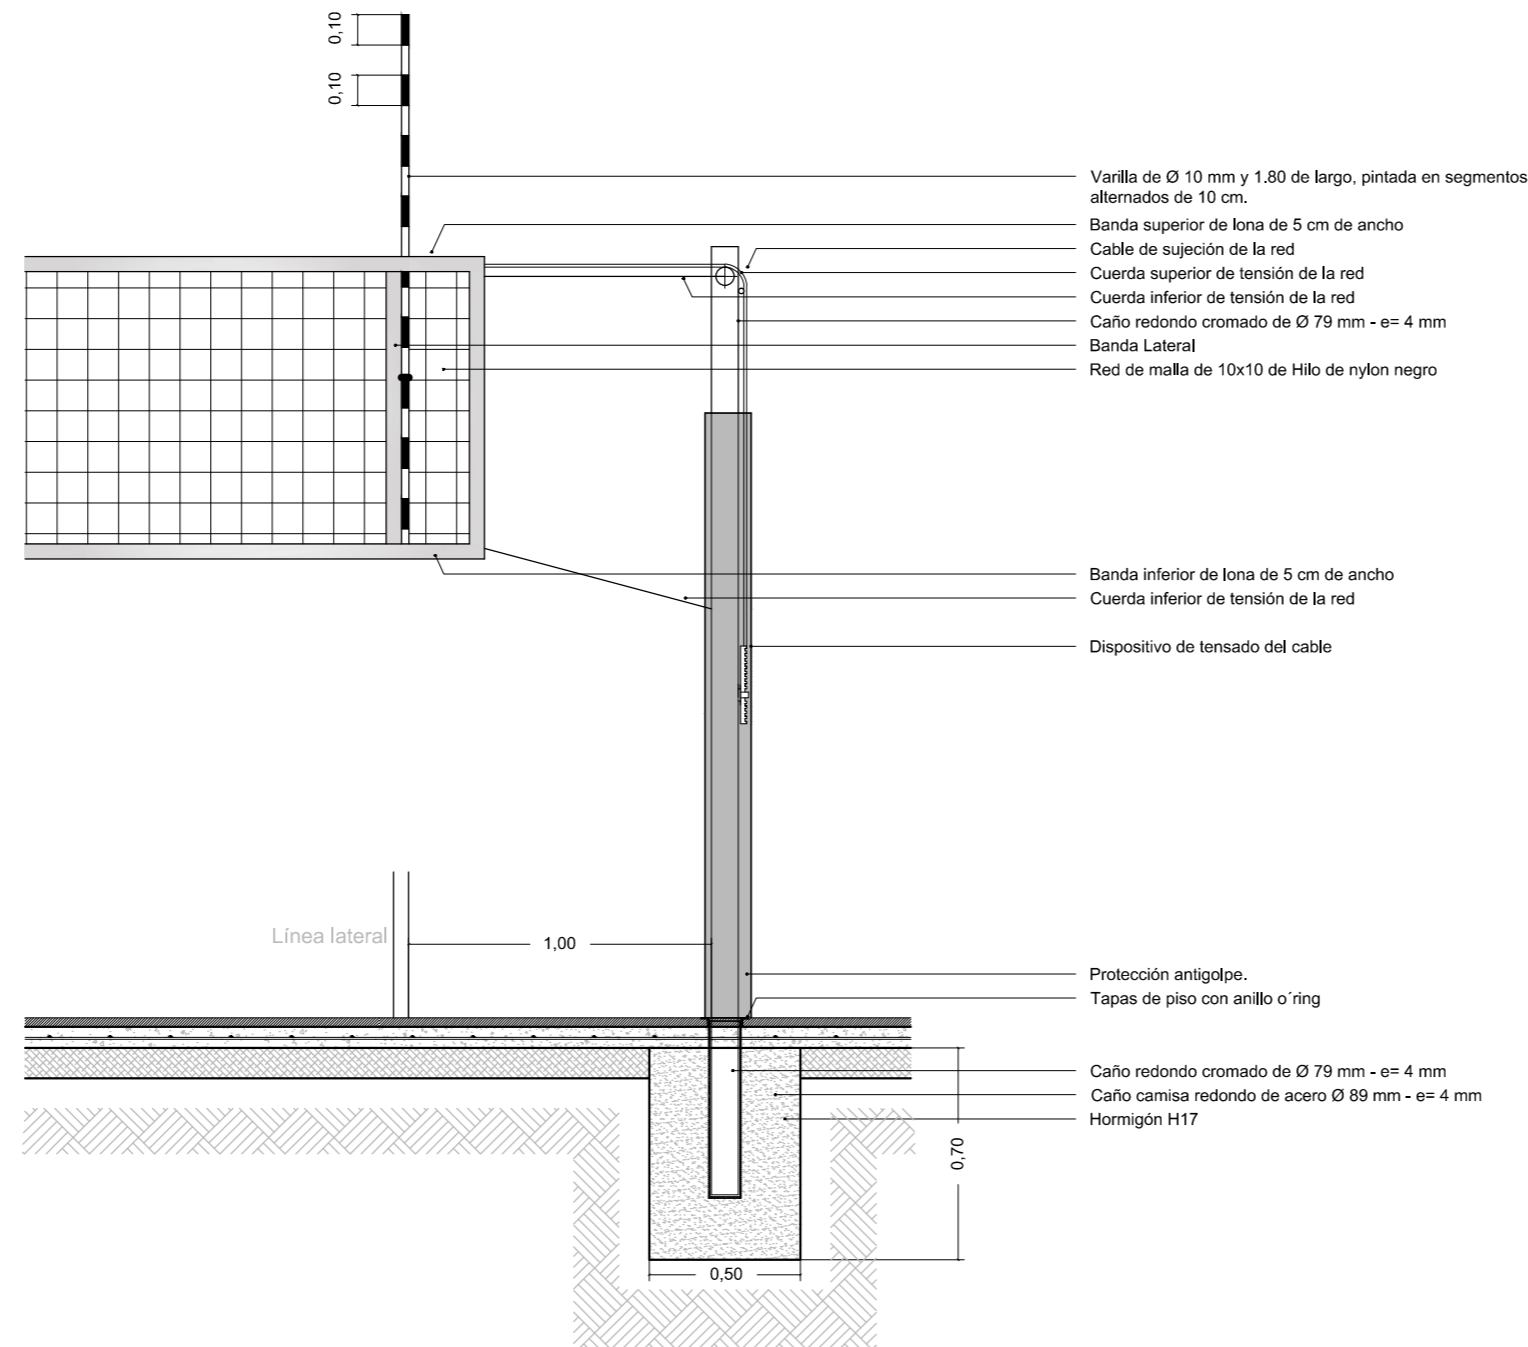 0,10
0,10
Varilla de Ø 10 mm y 1.80 de largo, pintada en segmentos
alternados de 10 cm.
Banda superior de lona de 5 cm de ancho
Cable de sujeción de la red
Cuerda superior de tensión de la red
Cuerda inferior de tensión de la red
Caño redondo cromado de Ø 79 mm - e= 4 mm
Banda Lateral
Red de malla de 10x10 de Hilo de nylon negro
Banda inferior de lona de 5 cm de ancho
Cuerda inferior de tensión de la red
Dispositivo de tensado del cable
Línea lateral
1,00
Protección antigolpe.
Tapas de piso con anillo o´ring
Caño redondo cromado de Ø 79 mm - e= 4 mm
Caño camisa redondo de acero Ø 89 mm - e= 4 mm
Hormigón H17
0,70
0,50